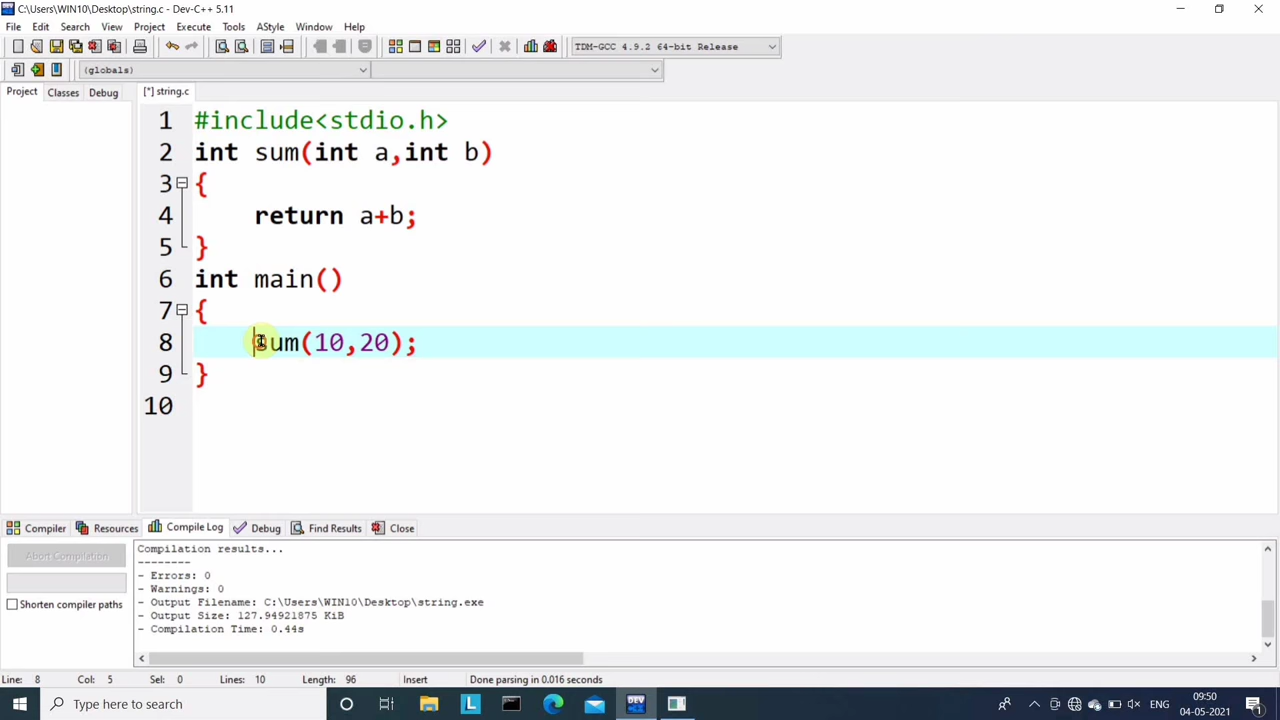 C:\Users\WIN10\Desktop\string.c - Dev-C++ 5.11
File Edit Search View Project Execute Tools AStyle Window Help
TDM-GCC 4.9.2 64-bit Release
(globals)
Project Classes Debug [*] string.c
1 #include<stdio.h>
2 int sum(int a,int b)
3 {
4 return a+b;
5 }
6 int main()
7 {
8 sum(10,20);
9 }
10
Compiler Resources Compile Log Debug Find Results Close
Abort Compilation
Shorten compiler paths
Compilation results...
--------
- Errors: 0
- Warnings: 0
- Output Filename: C:\Users\WIN10\Desktop\string.exe
- Output Size: 127.94921875 KiB
- Compilation Time: 0.44s
Line: 8 Col: 5 Sel: 0 Lines: 10 Length: 96 Insert Done parsing in 0.016 seconds
Type here to search
L
DEV
ENG
09:50
04-05-2021
1